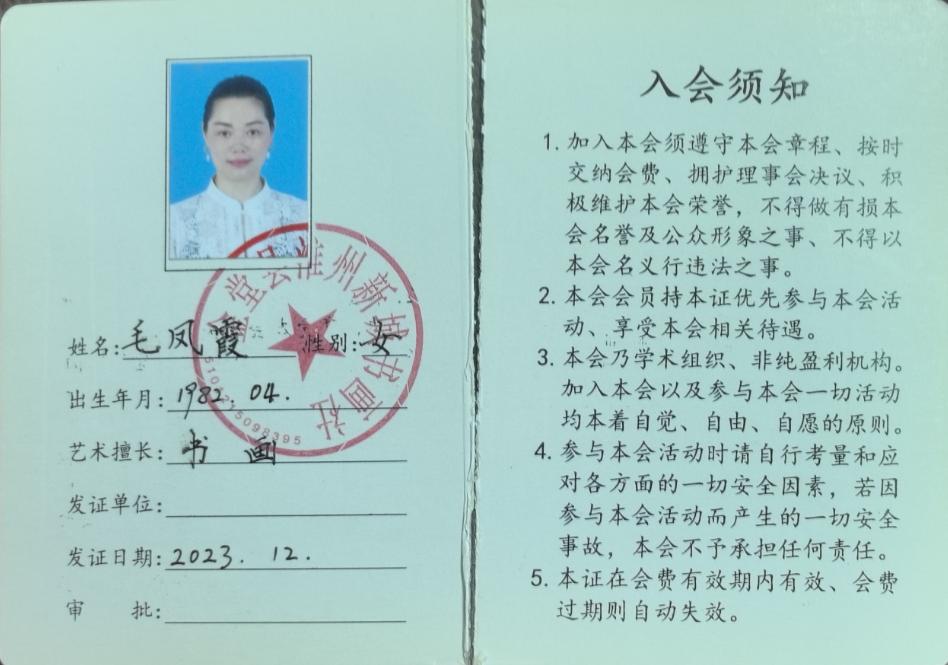 姓名:毛凤霞 性别:女
出生年月:1982.04.
艺术擅长:书 画
发证单位:
发证日期:2023.12.
审 批:
堂县淮州新城书画社
入会须知
1.加入本会须遵守本会章程、按时
交纳会费、拥护理事会决议、积
极维护本会荣誉，不得做有损本
会名誉及公众形象之事、不得以
本会名义行违法之事。
2.本会会员持本证优先参与本会活
动、享受本会相关待遇。
3.本会乃学术组织、非纯盈利机构。
加入本会以及参与本会一切活动
均本着自觉、自由、自愿的原则。
4.参与本会活动时请自行考量和应
对各方面的一切安全因素，若因
参与本会活动而产生的一切安全
事故，本会不予承担任何责任。
5.本证在会费有效期内有效、会费
过期则自动失效。